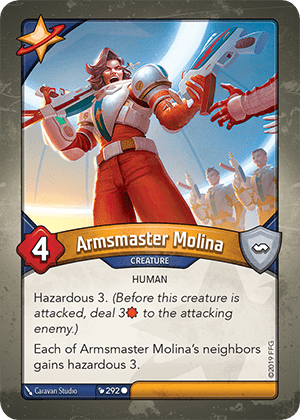 Armsmaster Molina
4
CREATURE
HUMAN
Hazardous 3. (Before this creature is
attacked, deal 3 to the attacking
enemy.)
Each of Armsmaster Molina's neighbors
gains hazardous 3.
©2019 FFG
Caravan Studio
292